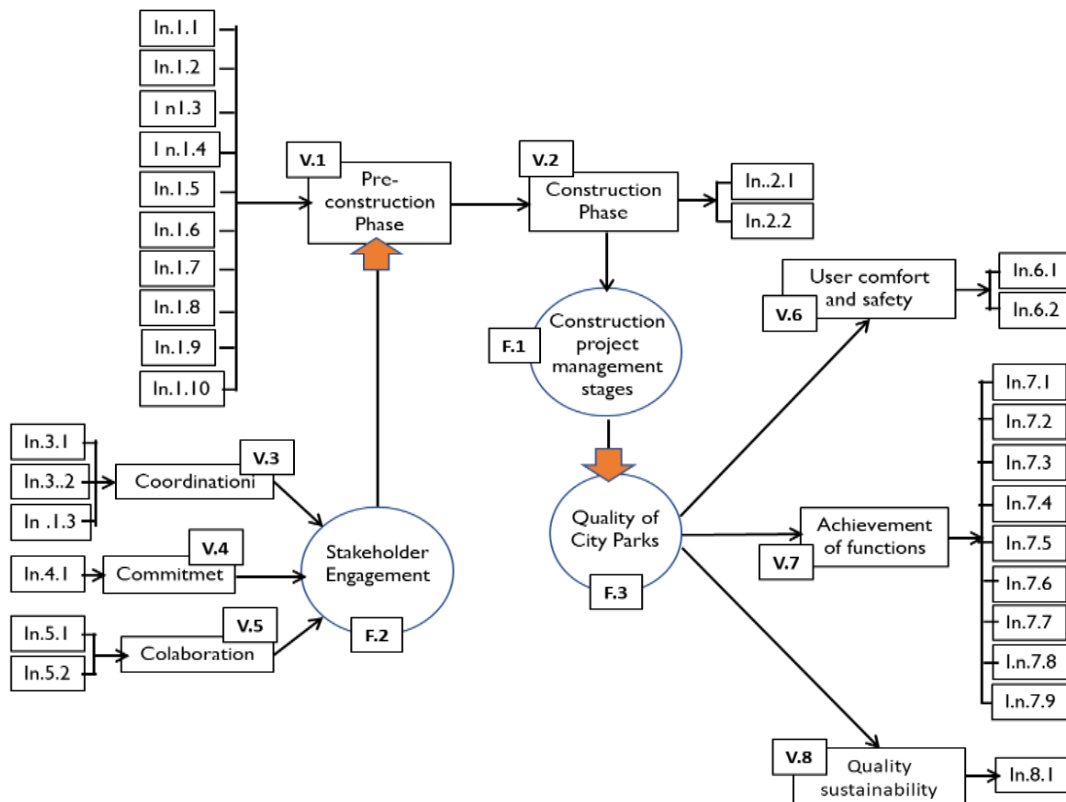 In.1.1
In.1.2
I n1.3
I n.1.4
In.1.5
In.1.6
In.1.7
In.1.8
In.1.9
In.1.10
V.1
Pre-
construction
Phase
V.2
Construction
Phase
In..2.1
In.2.2
F.1
Construction
project
management
stages
User comfort
and safety
V.6
In.6.1
In.6.2
In.3.1
In.3..2
In .1.3
V.3
Coordinationi
In.4.1
V.4
Commitmet
In.5.1
In.5.2
V.5
Colaboration
Stakeholder
Engagement
F.2
Quality of
City Parks
F.3
Achievement
of functions
V.7
In.7.1
In.7.2
In.7.3
In.7.4
In.7.5
In.7.6
In.7.7
I.n.7.8
I.n.7.9
V.8
Quality
sustainability
In.8.1